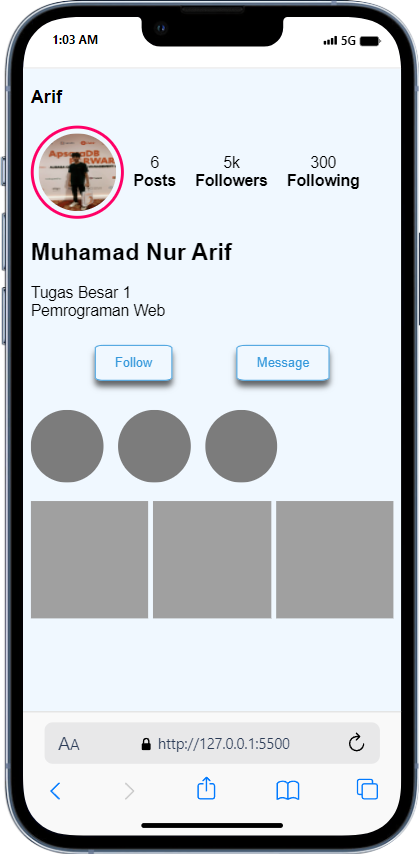 1:03 AM
5G
Arif
ApsaraDB
6
5k
300
Posts
Followers
Following
Muhamad Nur Arif
Tugas Besar 1
Pemrograman Web
Follow
Message
AA
http://127.0.0.1:5500